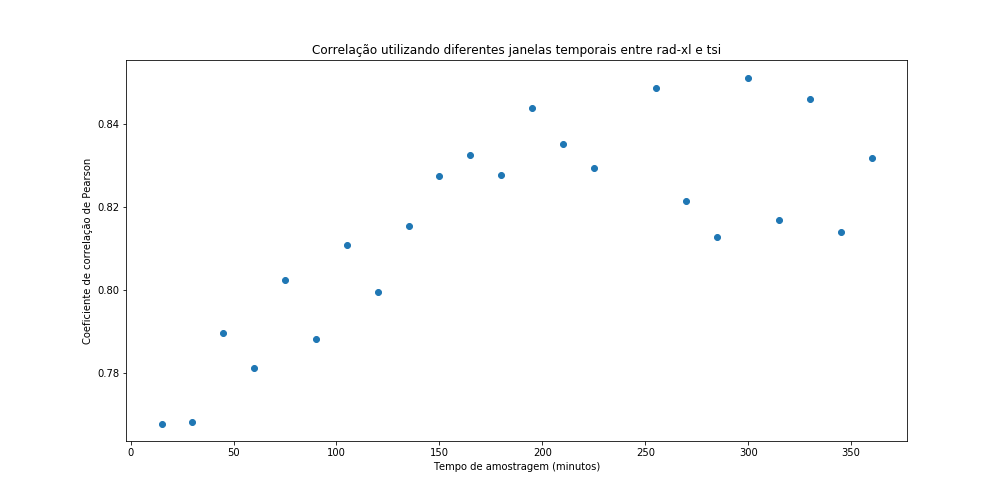 Correlação utilizando diferentes janelas temporais entre rad-xl e tsi
0.84
0.82
0.80
0.78
Coeficiente de correlação de Pearson
0 50 100 150 200 250 300 350
Tempo de amostragem (minutos)